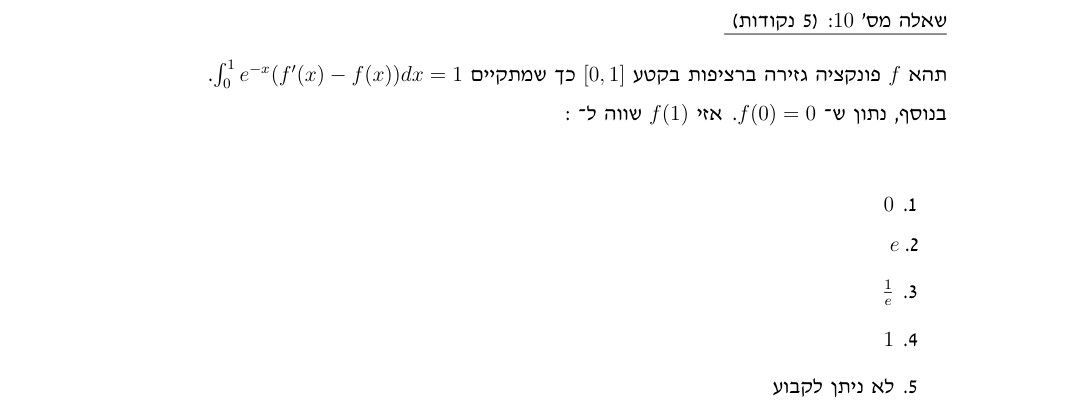 שאלה מס' 10: (5 נקודות)
תהא f פונקציה גזירה ברציפות בקטע [0, 1] כך שמתקיים ∫₀¹ e⁻ˣ(f′(x) − f(x))dx = 1.
בנוסף, נתון ש־ f(0) = 0. אזי f(1) שווה ל־ :
1. 0
2. e
3. 1/e
4. 1
5. לא ניתן לקבוע